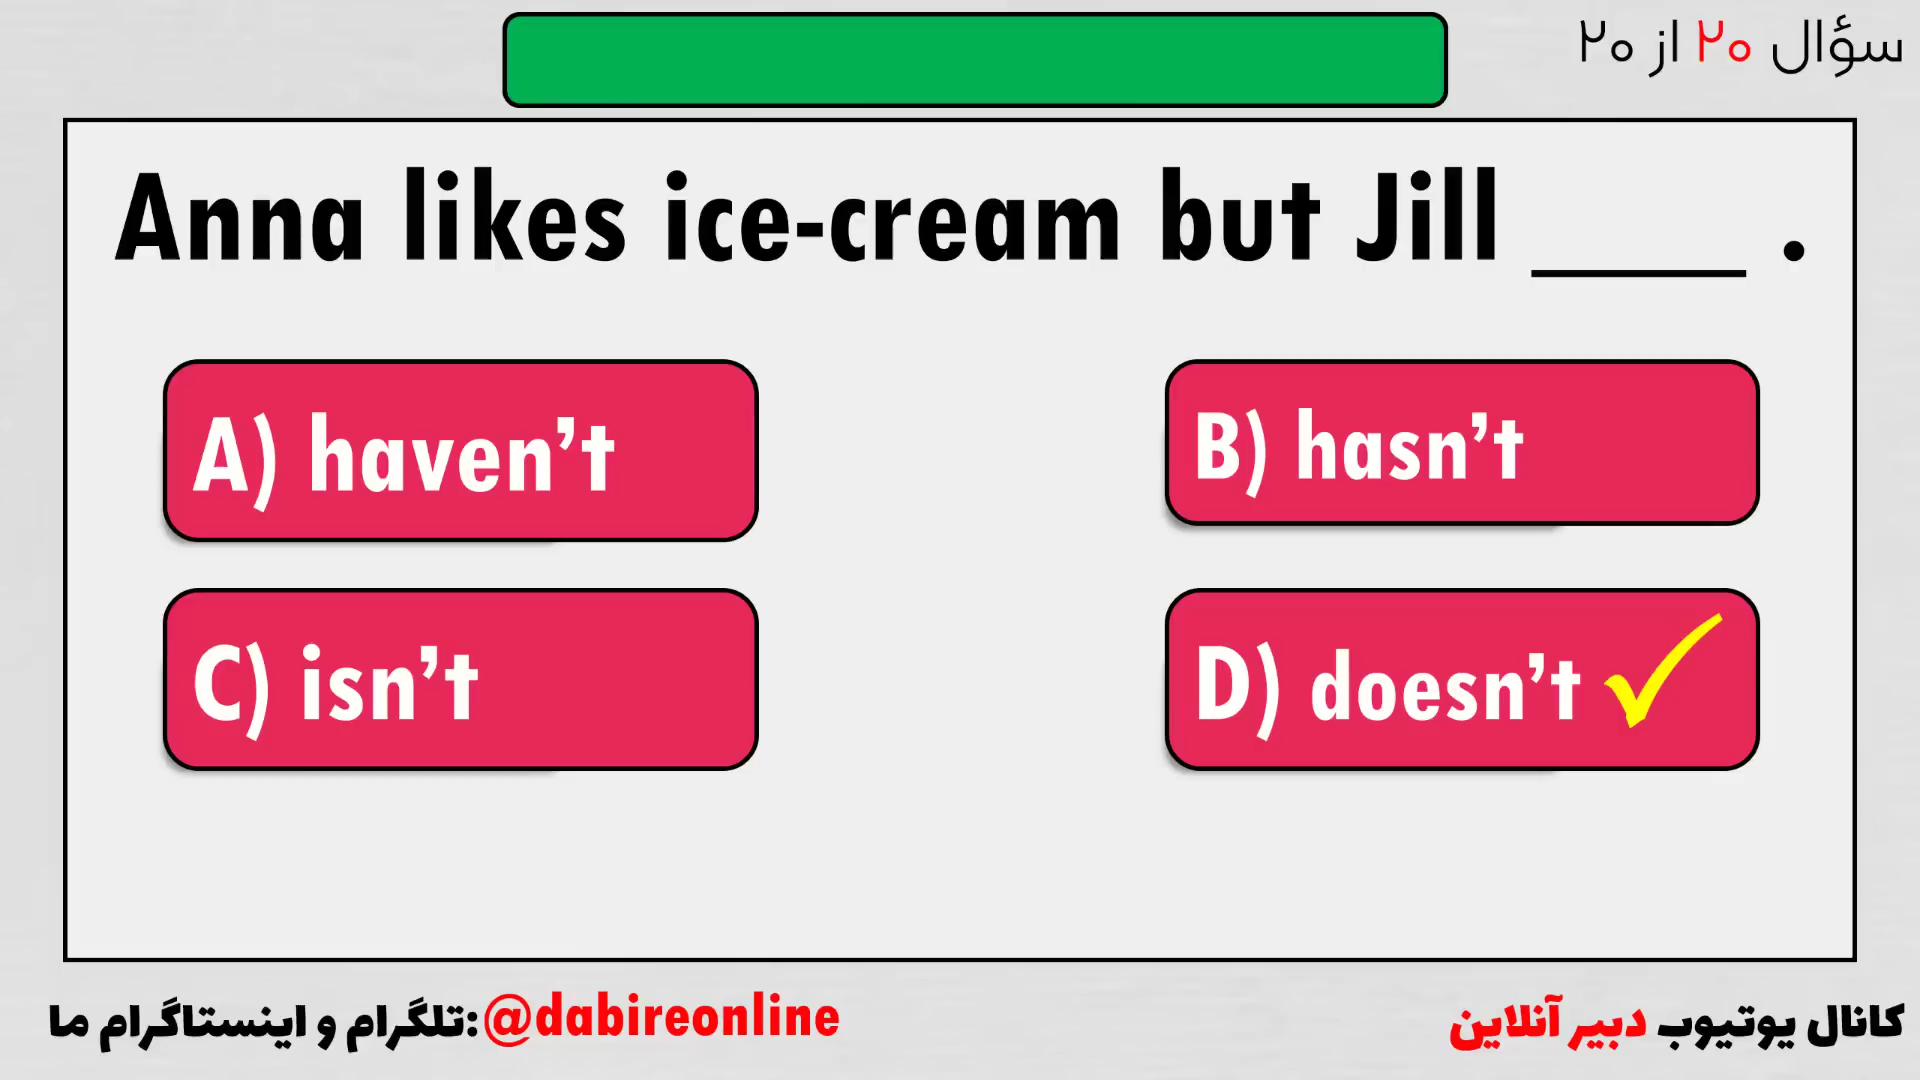 سؤال ۲۰ از ۲۰
Anna likes ice-cream but Jill ____ .
A) haven’t
B) hasn’t
C) isn’t
D) doesn’t
تلگرام و اینستاگرام ما: @dabireonline
کانال یوتیوب دبیر آنلاین